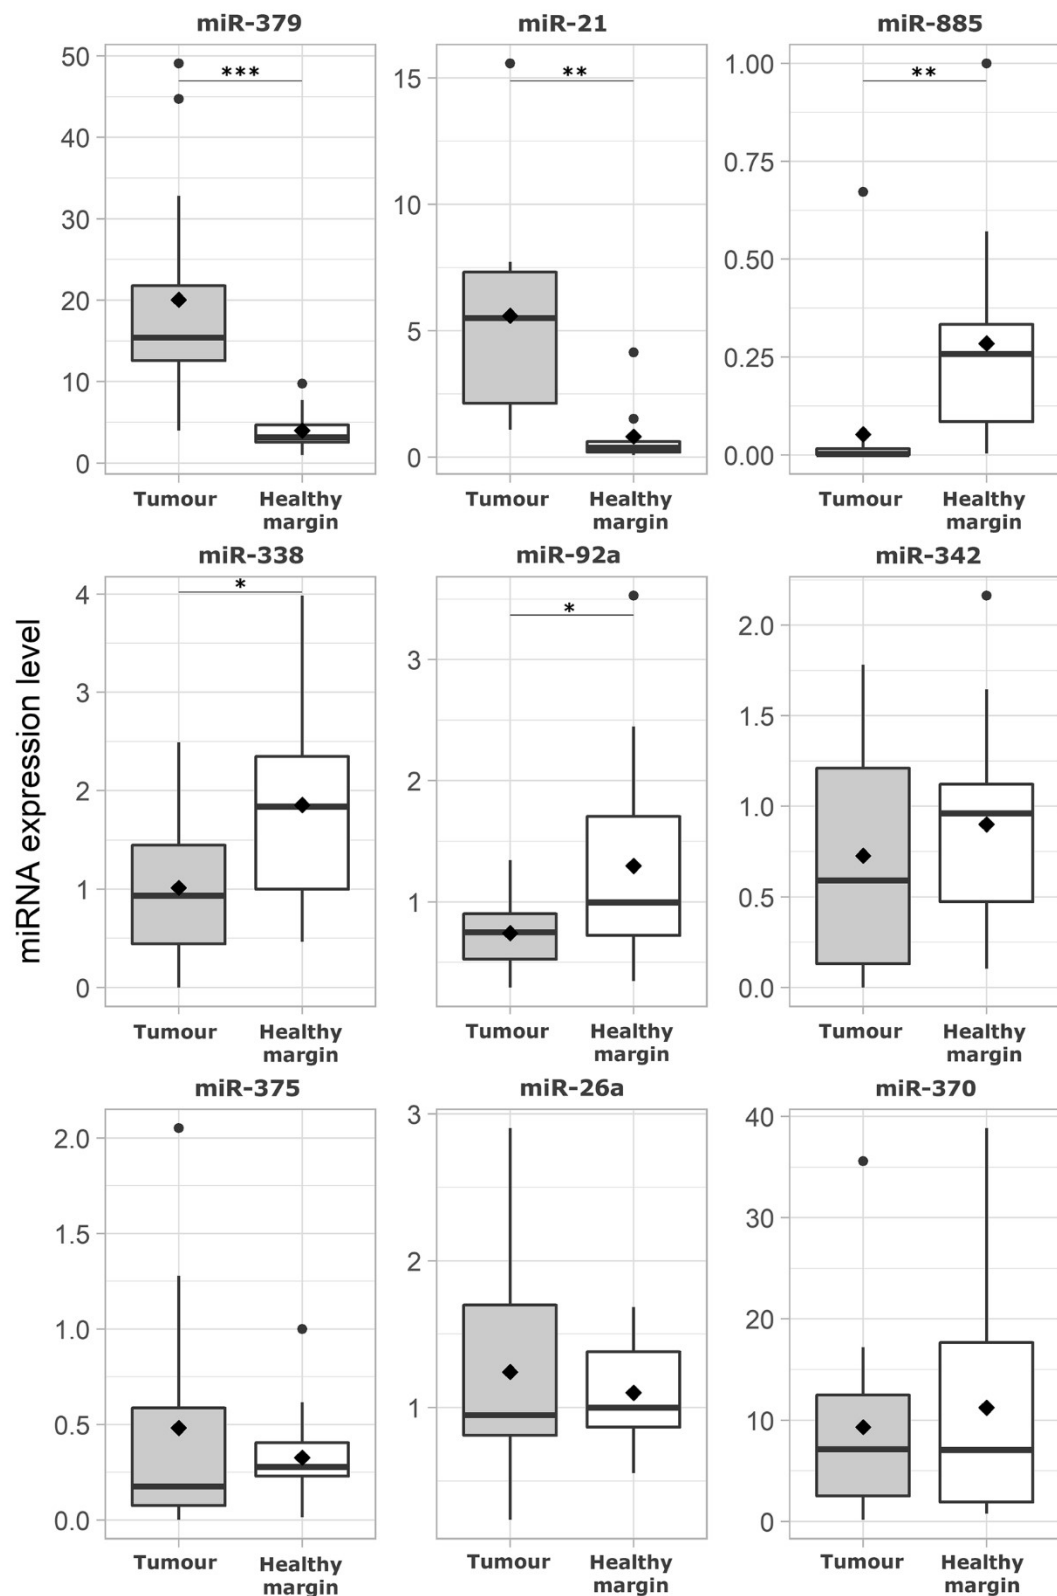 miR-379
miR-21
miR-885
50
40
30
20
10
0
***
Tumour
Healthy
margin
15
10
5
0
**
Tumour
Healthy
margin
1.00
0.75
0.50
0.25
0.00
**
Tumour
Healthy
margin
miRNA expression level
miR-338
miR-92a
miR-342
4
3
2
1
0
*
Tumour
Healthy
margin
3
2
1
*
Tumour
Healthy
margin
2.0
1.5
1.0
0.5
0.0
Tumour
Healthy
margin
miR-375
miR-26a
miR-370
2.0
1.5
1.0
0.5
0.0
Tumour
Healthy
margin
3
2
1
Tumour
Healthy
margin
40
30
20
10
0
Tumour
Healthy
margin